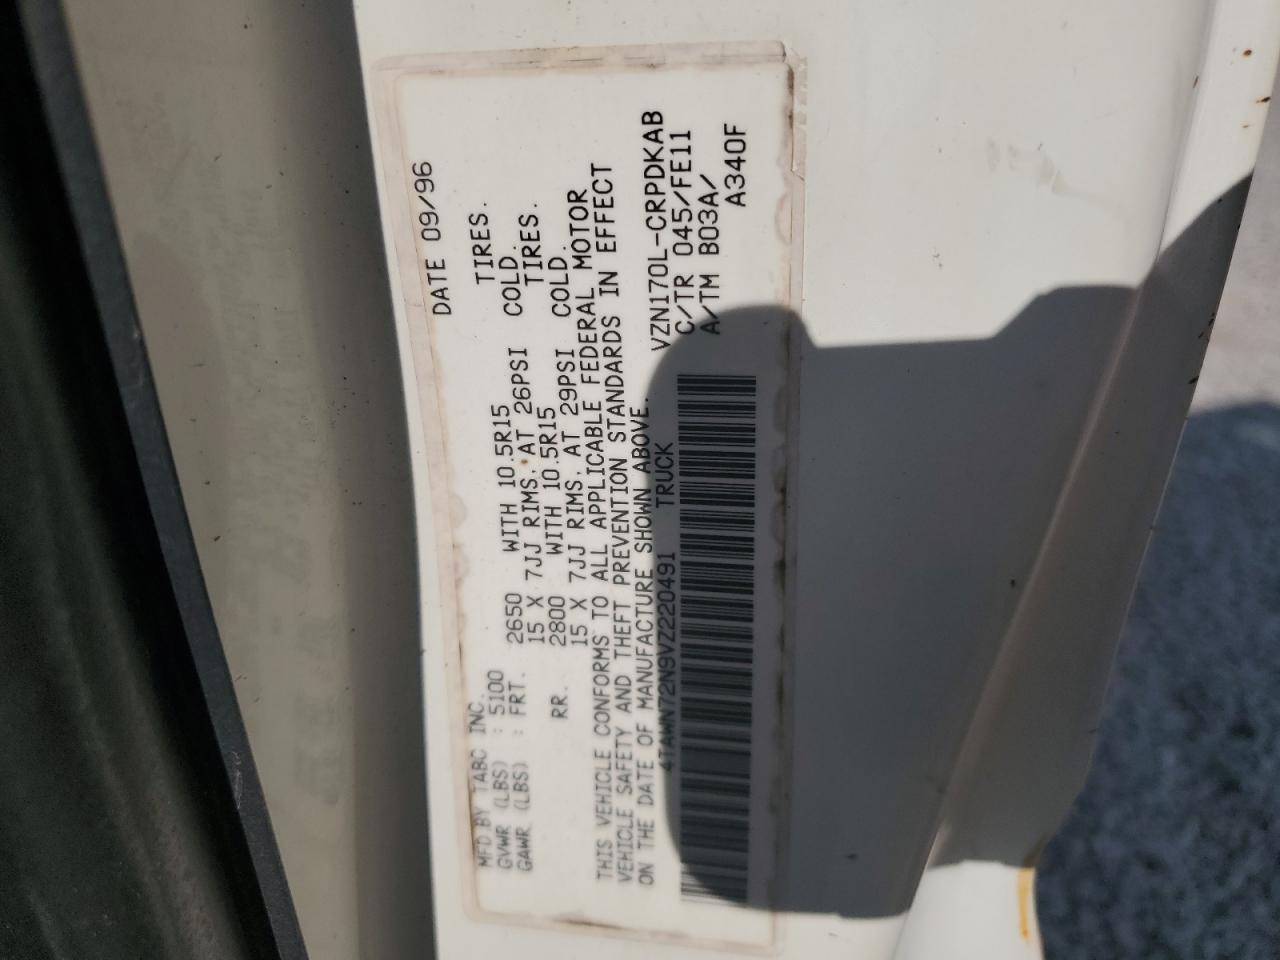 DATE 09/96
MFD.BY TABC INC.
GVWR (LBS) : 5100 TIRES.
GAWR (LBS) : FRT. 2650 WITH 10.5R15 COLD.
15 X 7JJ RIMS, AT 26PSI TIRES.
RR. 2800 WITH 10.5R15 COLD.
15 X 7JJ RIMS, AT 29PSI
THIS VEHICLE CONFORMS TO ALL APPLICABLE FEDERAL MOTOR
VEHICLE SAFETY AND THEFT PREVENTION STANDARDS IN EFFECT
ON THE DATE OF MANUFACTURE SHOWN ABOVE.
4TAWN72N9VZ220491 TRUCK
VZN170L-CRPDKAB
C/TR 045/FE11
A/TM B03A/
A340F